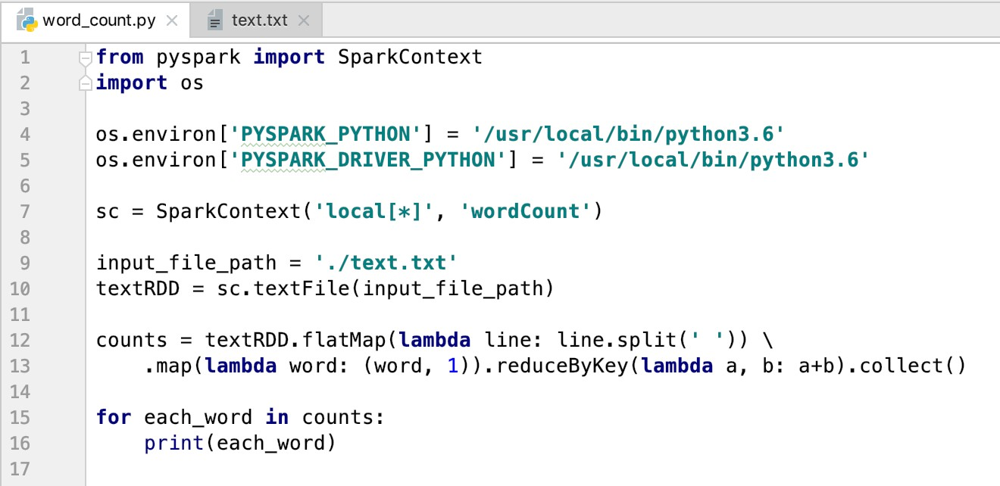 word_count.py text.txt
1 from pyspark import SparkContext
2 import os
3
4 os.environ['PYSPARK_PYTHON'] = '/usr/local/bin/python3.6'
5 os.environ['PYSPARK_DRIVER_PYTHON'] = '/usr/local/bin/python3.6'
6
7 sc = SparkContext('local[*]', 'wordCount')
8
9 input_file_path = './text.txt'
10 textRDD = sc.textFile(input_file_path)
11
12 counts = textRDD.flatMap(lambda line: line.split(' ')) \
13     .map(lambda word: (word, 1)).reduceByKey(lambda a, b: a+b).collect()
14
15 for each_word in counts:
16     print(each_word)
17